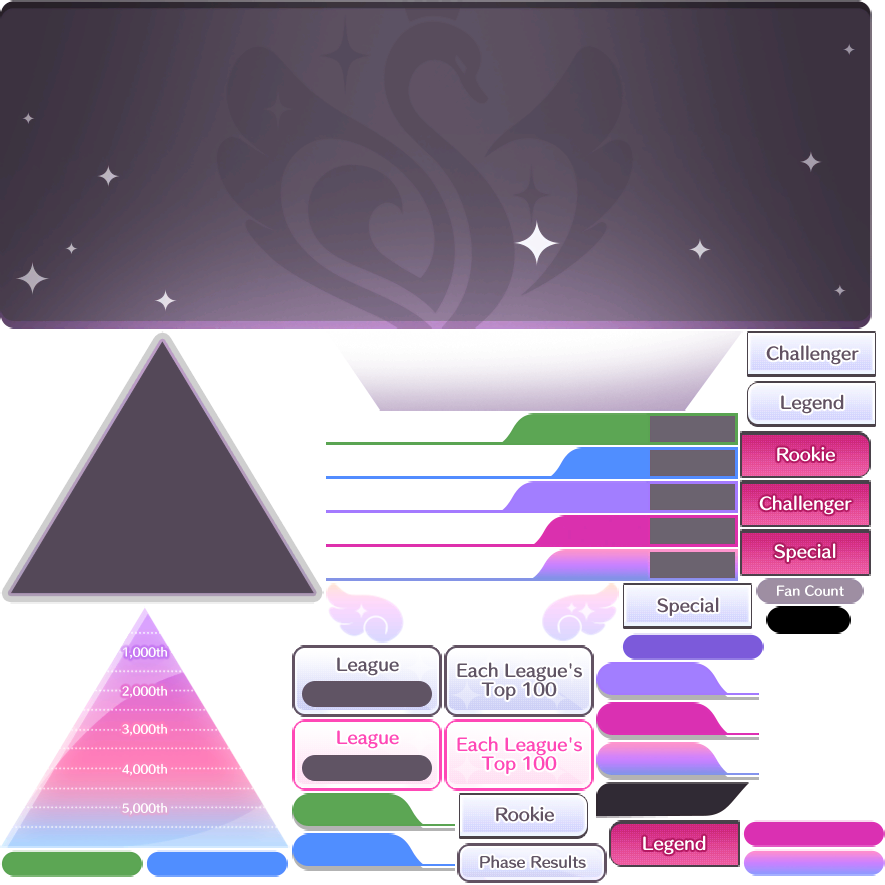 Challenger
Legend
Rookie
Challenger
Special
Fan Count
Special
1,000th
2,000th
3,000th
4,000th
5,000th
League
Each League's
Top 100
League
Each League's
Top 100
Rookie
Legend
Phase Results